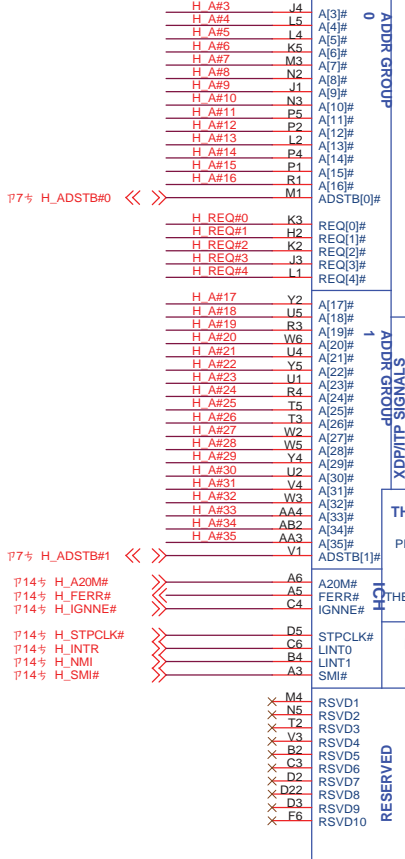 H_A#3 J4 A[3]#
H_A#4 L5 A[4]#
H_A#5 L4 A[5]#
H_A#6 K5 A[6]#
H_A#7 M3 A[7]#
H_A#8 N2 A[8]#
H_A#9 J1 A[9]#
H_A#10 N3 A[10]#
H_A#11 P5 A[11]#
H_A#12 P2 A[12]#
H_A#13 L2 A[13]#
H_A#14 P4 A[14]#
H_A#15 P1 A[15]#
H_A#16 R1 A[16]#
H_ADSTB#0 M1 ADSTB[0]#
ADDR GROUP
0
H_REQ#0 K3 REQ[0]#
H_REQ#1 H2 REQ[1]#
H_REQ#2 K2 REQ[2]#
H_REQ#3 J3 REQ[3]#
H_REQ#4 L1 REQ[4]#
H_A#17 Y2 A[17]#
H_A#18 U5 A[18]#
H_A#19 R3 A[19]#
H_A#20 W6 A[20]#
H_A#21 U4 A[21]#
H_A#22 Y5 A[22]#
H_A#23 U1 A[23]#
H_A#24 R4 A[24]#
H_A#25 T5 A[25]#
H_A#26 T3 A[26]#
H_A#27 W2 A[27]#
H_A#28 W5 A[28]#
H_A#29 Y4 A[29]#
H_A#30 U2 A[30]#
H_A#31 V4 A[31]#
H_A#32 W3 A[32]#
H_A#33 AA4 A[33]#
H_A#34 AB2 A[34]#
H_A#35 AA3 A[35]#
H_ADSTB#1 V1 ADSTB[1]#
ADDR GROUP
1
XDP/ITP SIGNALS
H_A20M# A6 A20M#
H_FERR# A5 FERR#
H_IGNNE# C4 IGNNE#
ICH
H_STPCLK# D5 STPCLK#
H_INTR C6 LINT0
H_NMI B4 LINT1
H_SMI# A3 SMI#
M4 RSVD1
N5 RSVD2
T2 RSVD3
V3 RSVD4
B2 RSVD5
C3 RSVD6
D2 RSVD7
D22 RSVD8
D3 RSVD9
F6 RSVD10
RESERVED